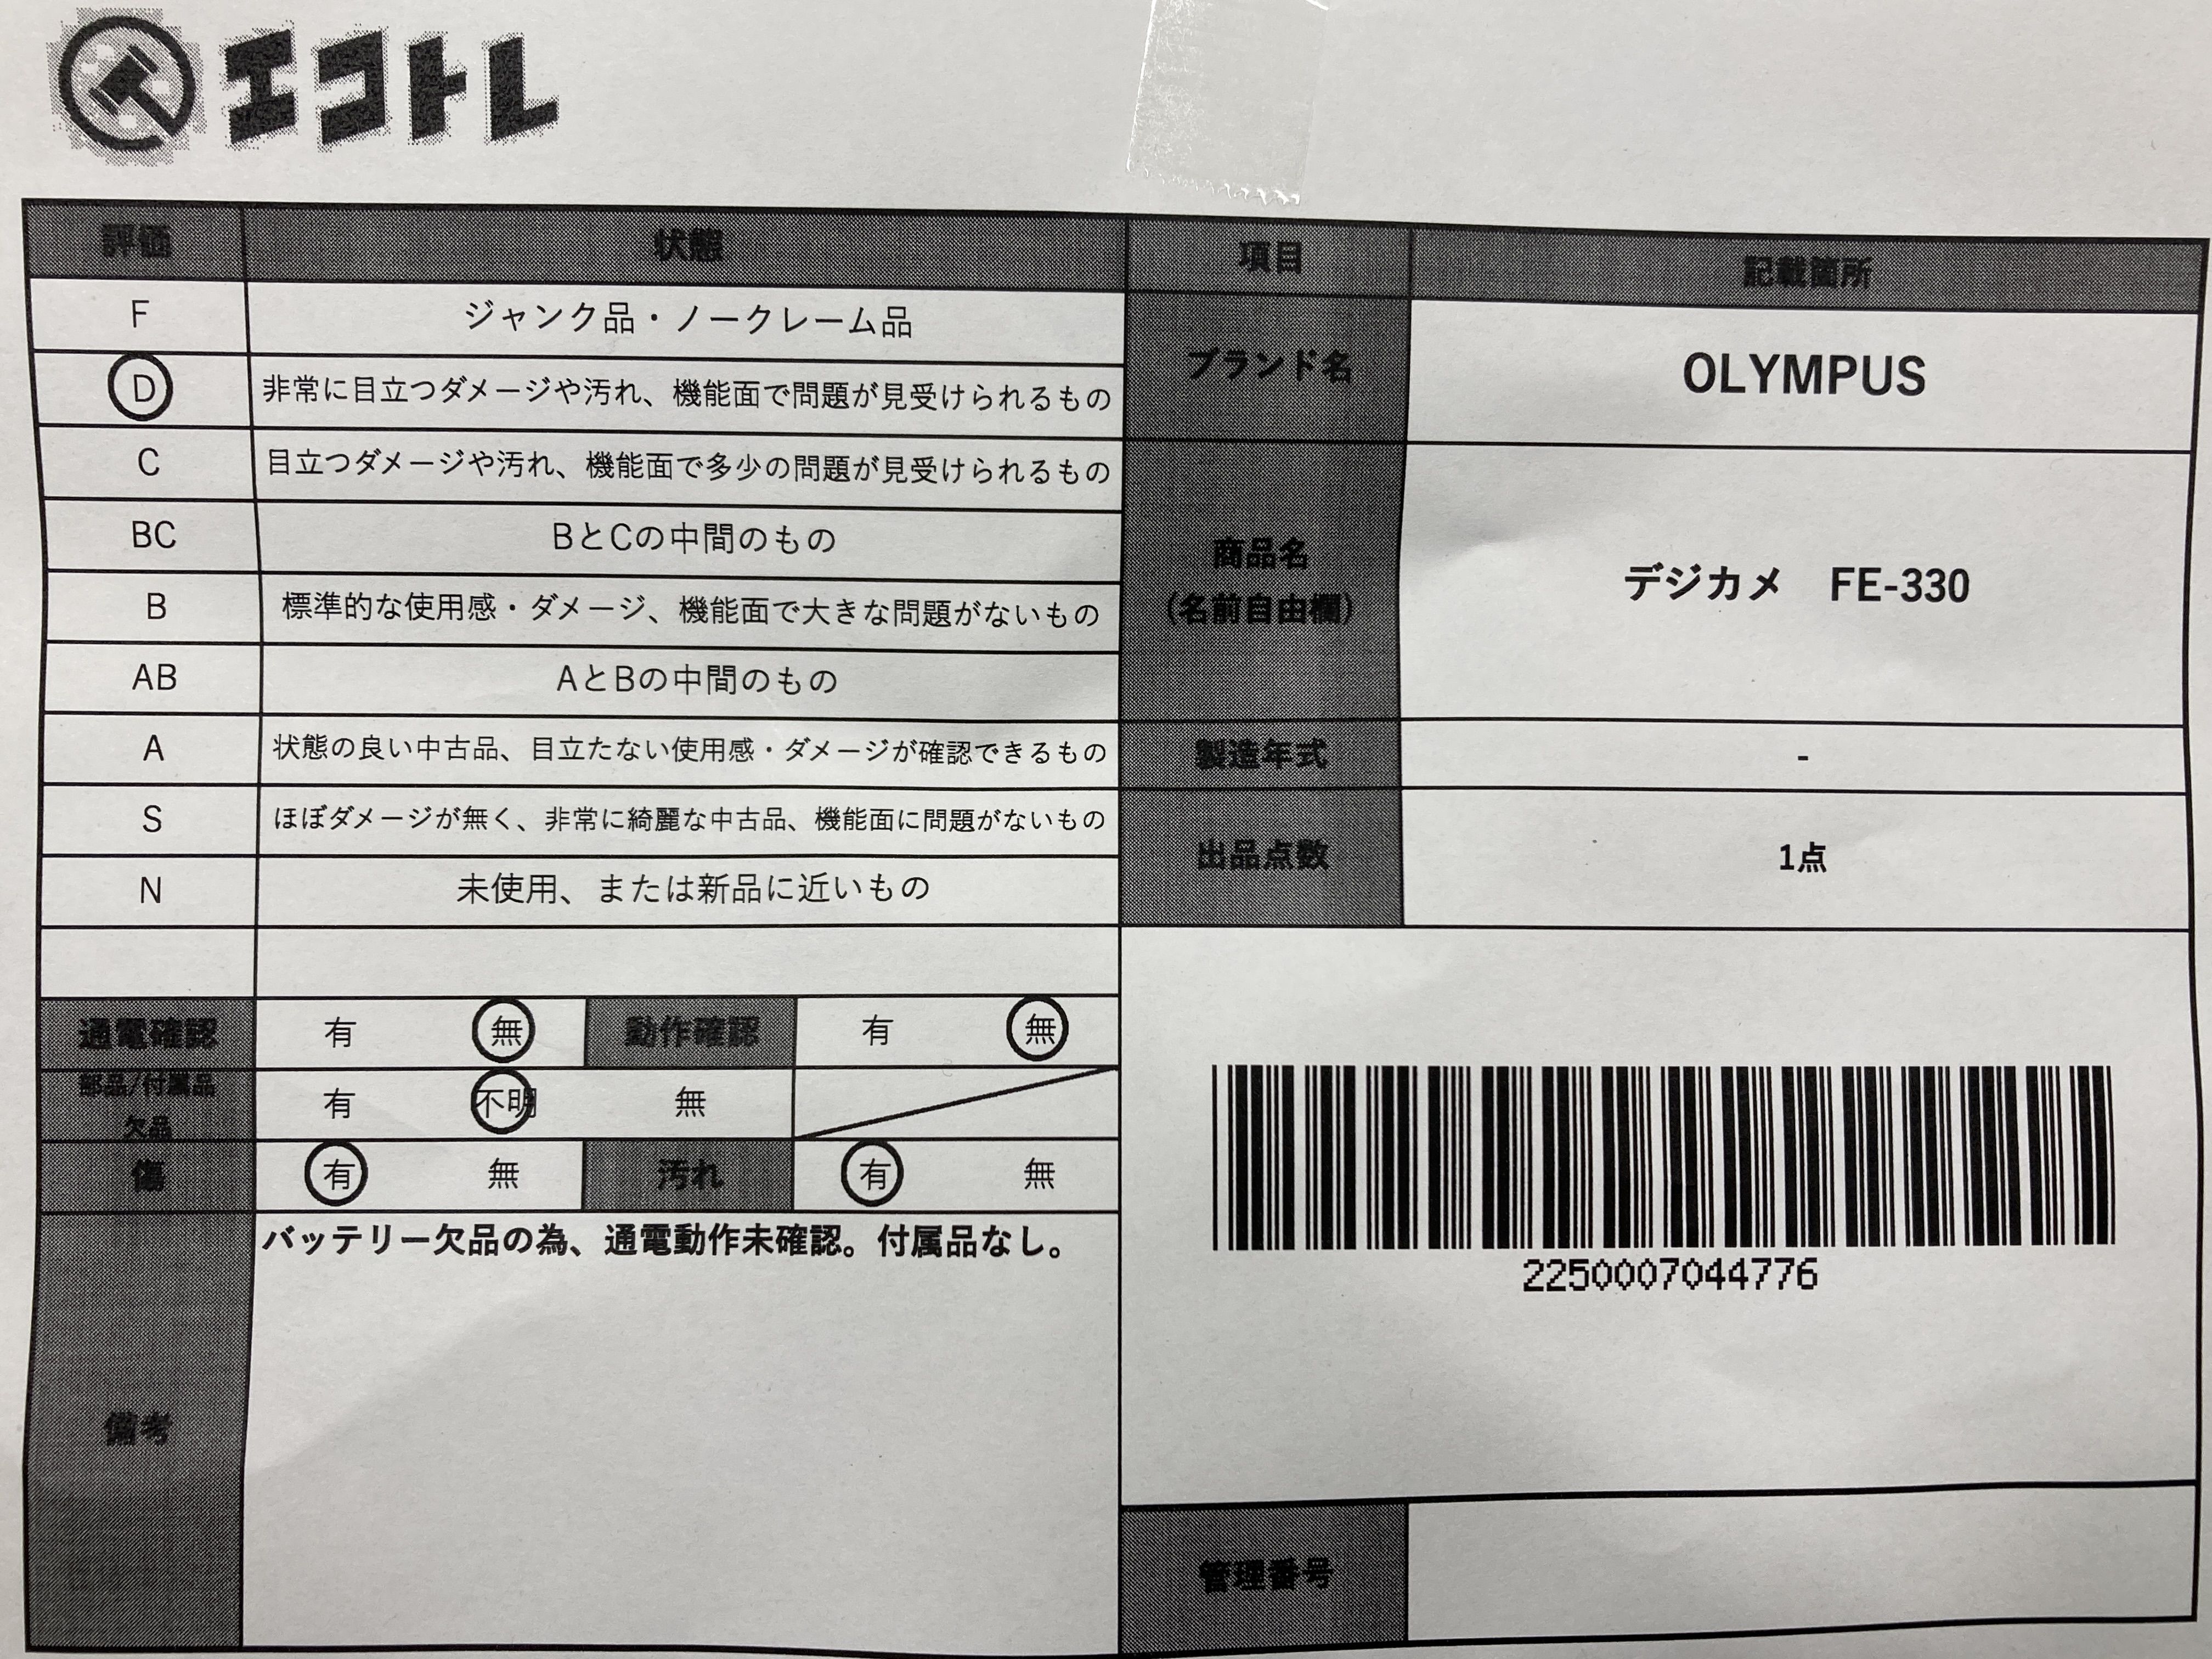 エコトレ
評価 状態
F ジャンク品・ノークレーム品
D 非常に目立つダメージや汚れ、機能面で問題が見受けられるもの
C 目立つダメージや汚れ、機能面で多少の問題が見受けられるもの
BC BとCの中間のもの
B 標準的な使用感・ダメージ、機能面で大きな問題がないもの
AB AとBの中間のもの
A 状態の良い中古品、目立たない使用感・ダメージが確認できるもの
S ほぼダメージが無く、非常に綺麗な中古品、機能面に問題がないもの
N 未使用、または新品に近いもの
通電確認 有 無 動作確認 有 無
部品/付属品
欠品
有 不明 無
傷 有 無 汚れ 有 無
備考
バッテリー欠品の為、通電動作未確認。付属品なし。
項目 記載箇所
ブランド名 OLYMPUS
商品名
(名前自由欄)
デジカメ FE-330
製造年式 -
出品点数 1点
2250007044776
管理番号